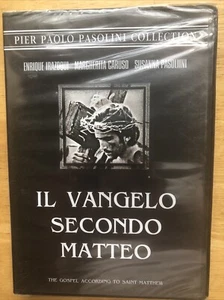 PIER PAOLO PASOLINI COLLECTION
ENRIQUE IRAZOQUI MARGHERITA CARUSO SUSANNA PASOLINI
IL VANGELO
SECONDO
MATTEO
THE GOSPEL ACCORDING TO SAINT MATTHEW